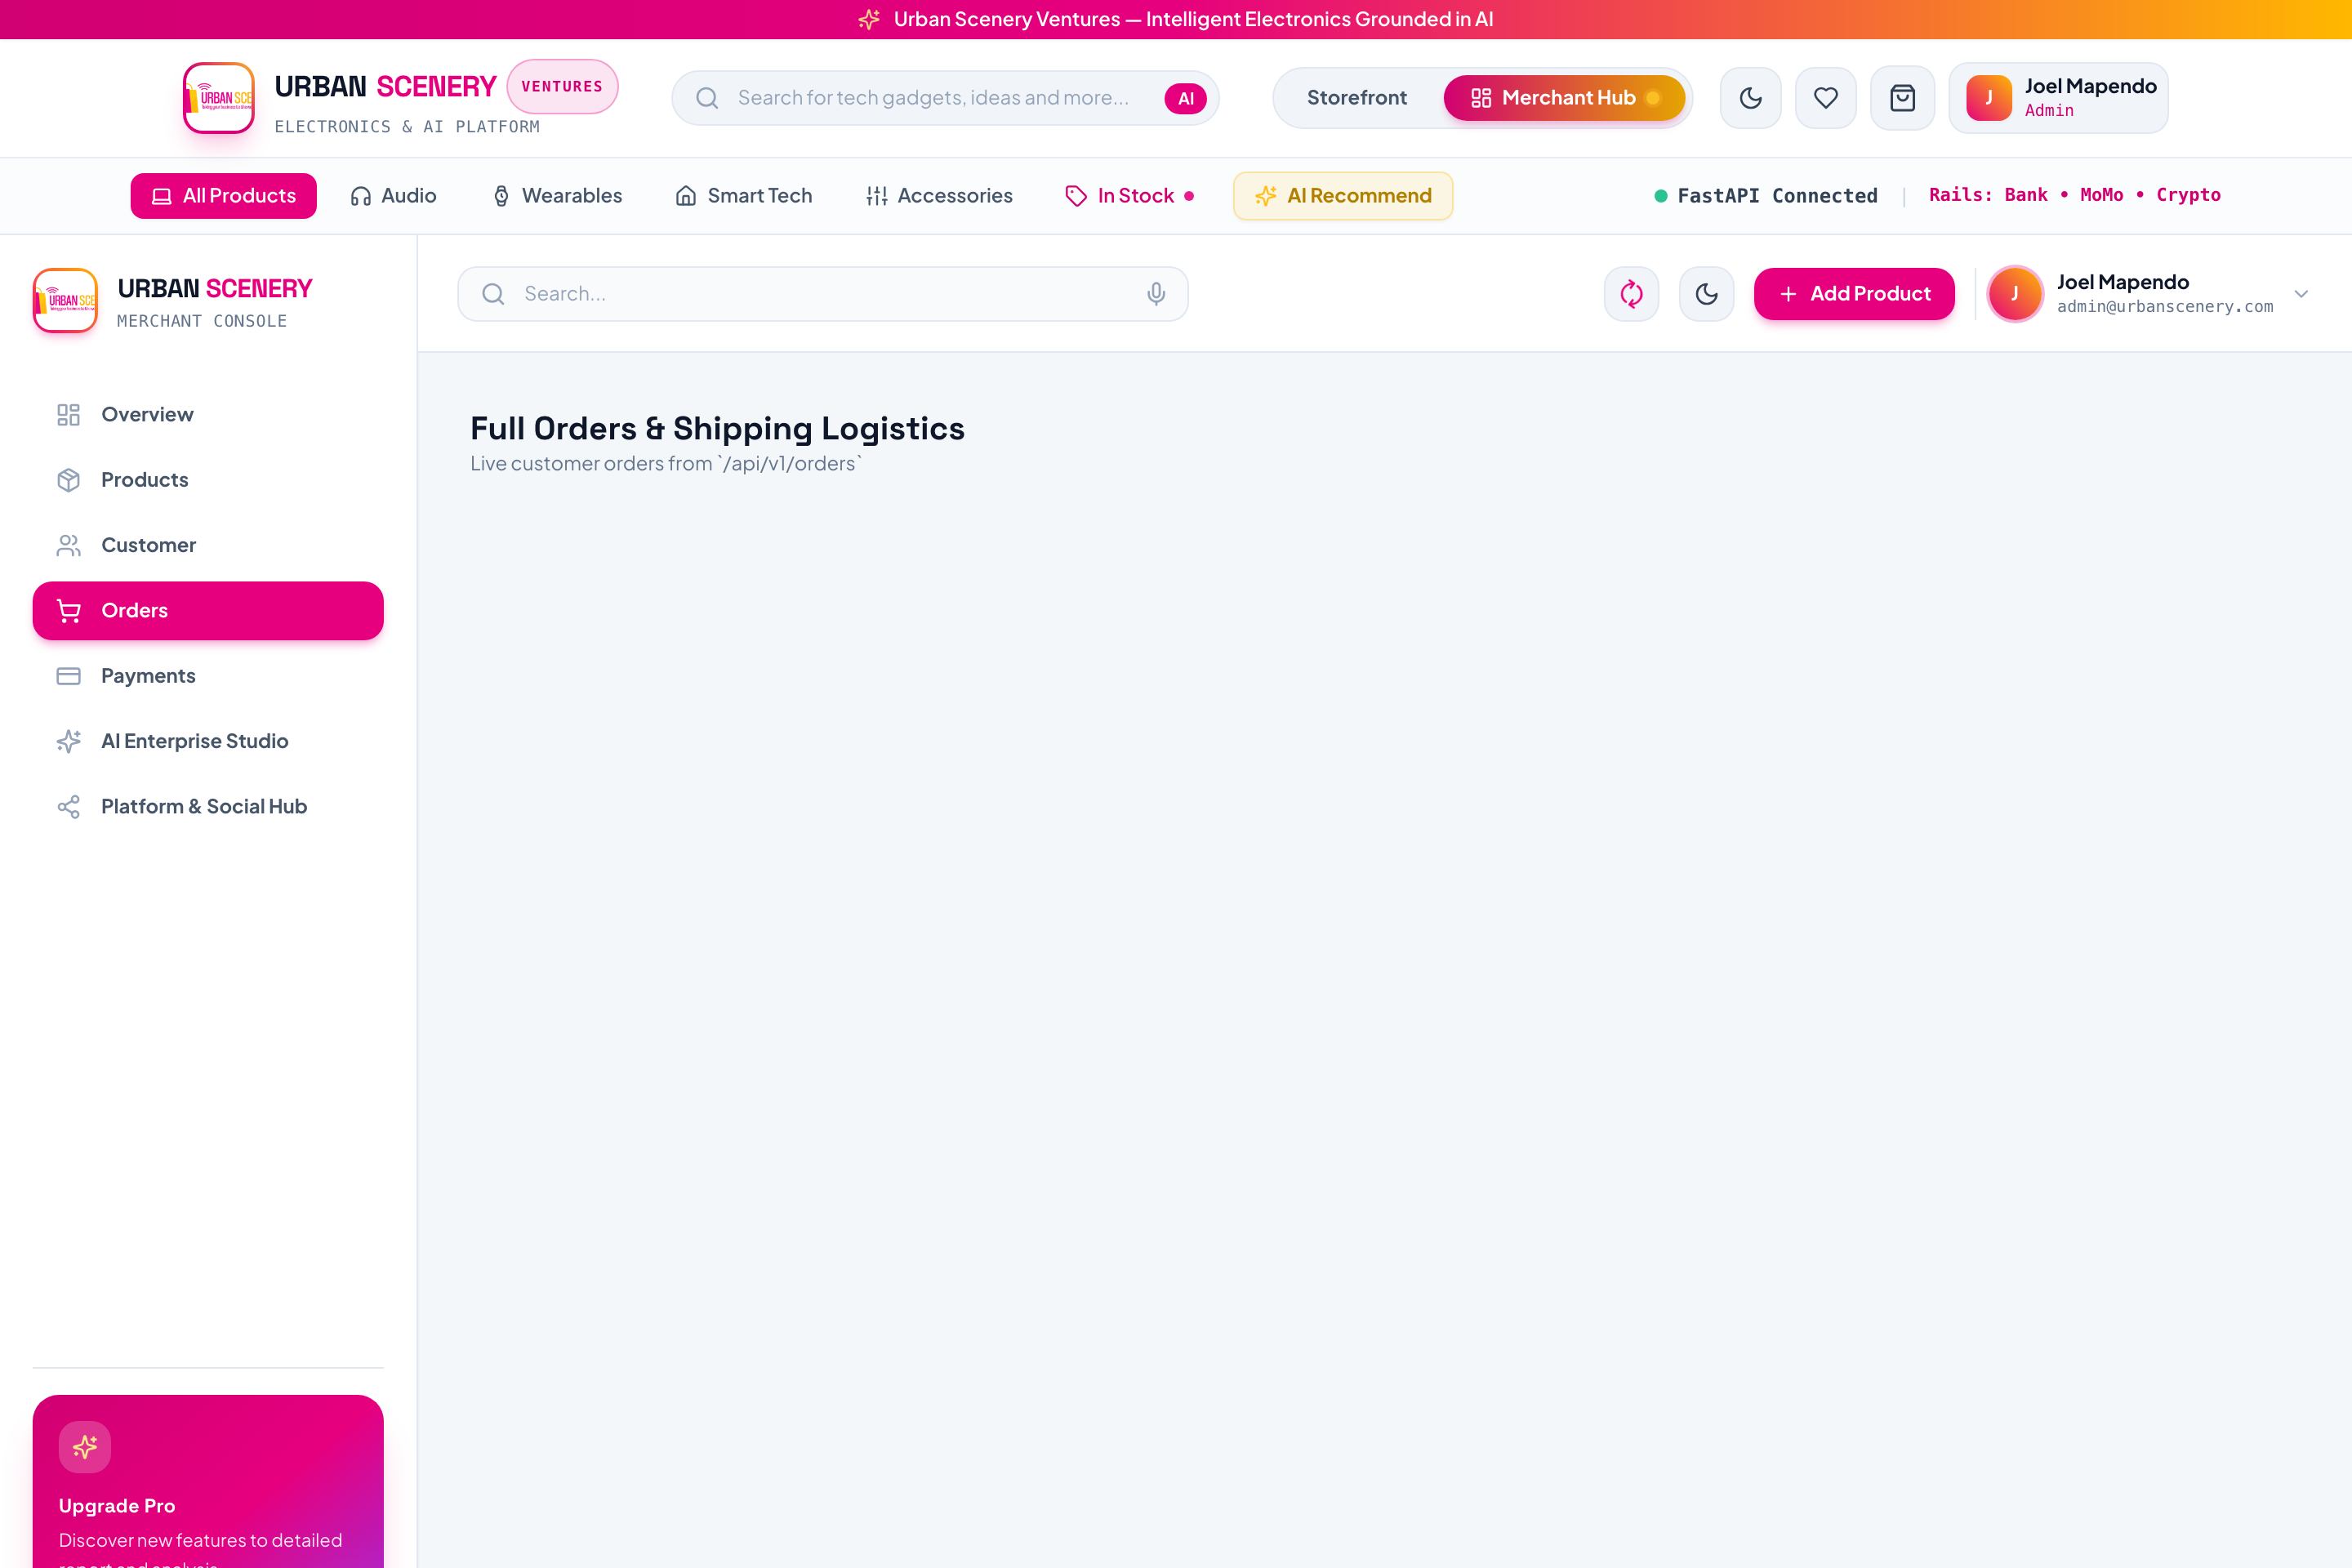 Urban Scenery Ventures — Intelligent Electronics Grounded in AI
URBAN SCENERY VENTURES
ELECTRONICS & AI PLATFORM
Search for tech gadgets, ideas and more...
AI
Storefront
Merchant Hub
J
Joel Mapendo
Admin
All Products
Audio
Wearables
Smart Tech
Accessories
In Stock
AI Recommend
FastAPI Connected
|
Rails: Bank • MoMo • Crypto
URBAN SCENERY
MERCHANT CONSOLE
Search...
Add Product
J
Joel Mapendo
admin@urbanscenery.com
Overview
Products
Customer
Orders
Payments
AI Enterprise Studio
Platform & Social Hub
Full Orders & Shipping Logistics
Live customer orders from `/api/v1/orders`
Upgrade Pro
Discover new features to detailed